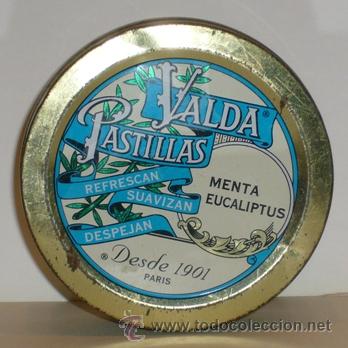 VALDA®
PASTILLAS
REFRESCAN
SUAVIZAN
DESPEJAN
MENTA
EUCALIPTUS
® Desde 1901
PARIS
www.todocoleccion.net